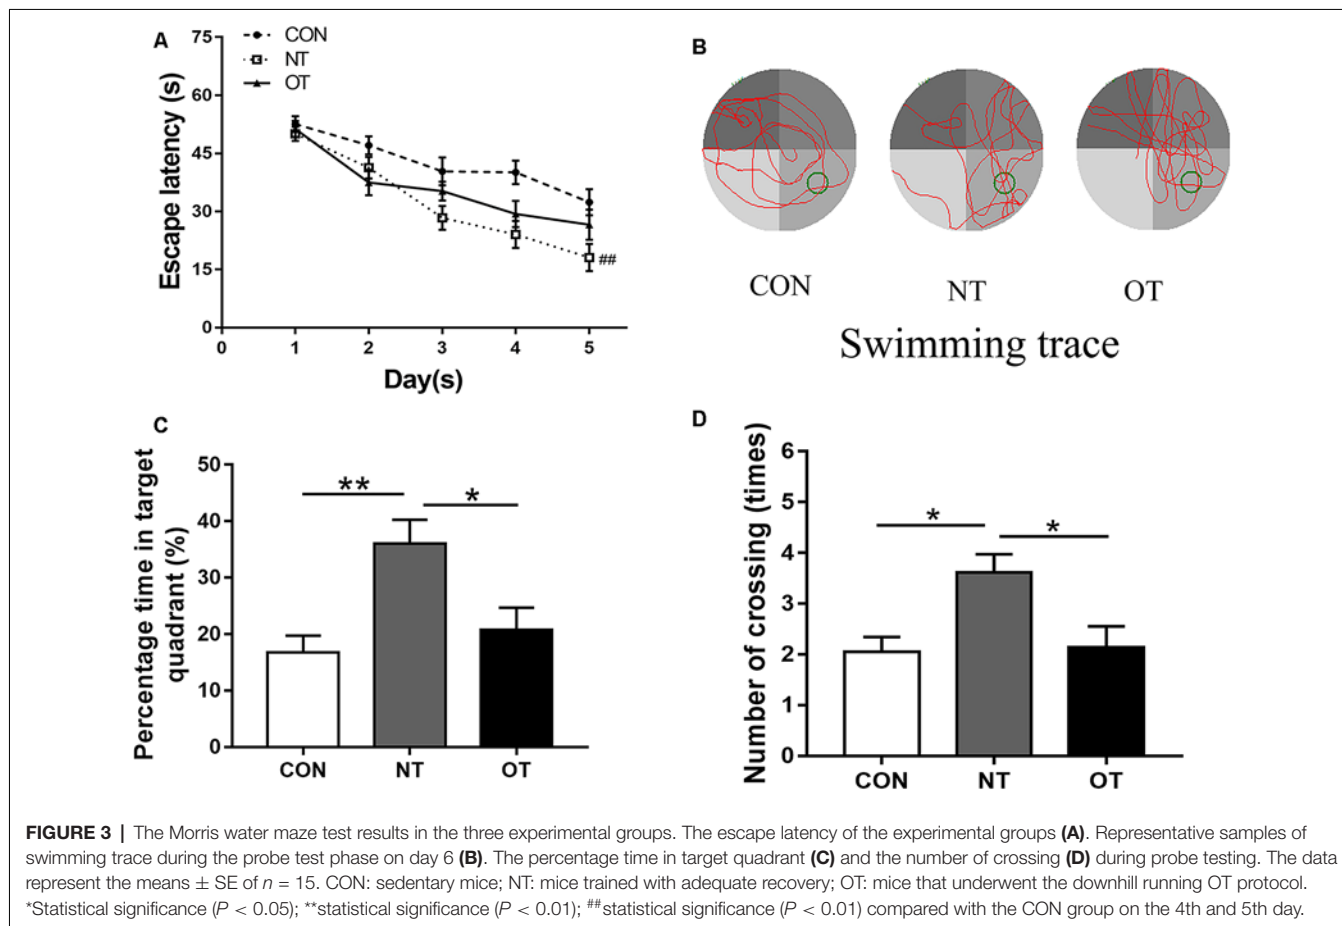 A
CON
NT
OT
Escape latency (s)
75
60
45
30
15
0
##
0 1 2 3 4 5
Day(s)
B
CON NT OT
Swimming trace
C
Percentage time in target
quadrant (%)
50
40
30
20
10
0
** *
CON NT OT
D
Number of crossing (times)
6
5
4
3
2
1
0
* *
CON NT OT
FIGURE 3 | The Morris water maze test results in the three experimental groups. The escape latency of the experimental groups (A). Representative samples of
swimming trace during the probe test phase on day 6 (B). The percentage time in target quadrant (C) and the number of crossing (D) during probe testing. The data
represent the means ± SE of n = 15. CON: sedentary mice; NT: mice trained with adequate recovery; OT: mice that underwent the downhill running OT protocol.
*Statistical significance (P < 0.05); **statistical significance (P < 0.01); ##statistical significance (P < 0.01) compared with the CON group on the 4th and 5th day.